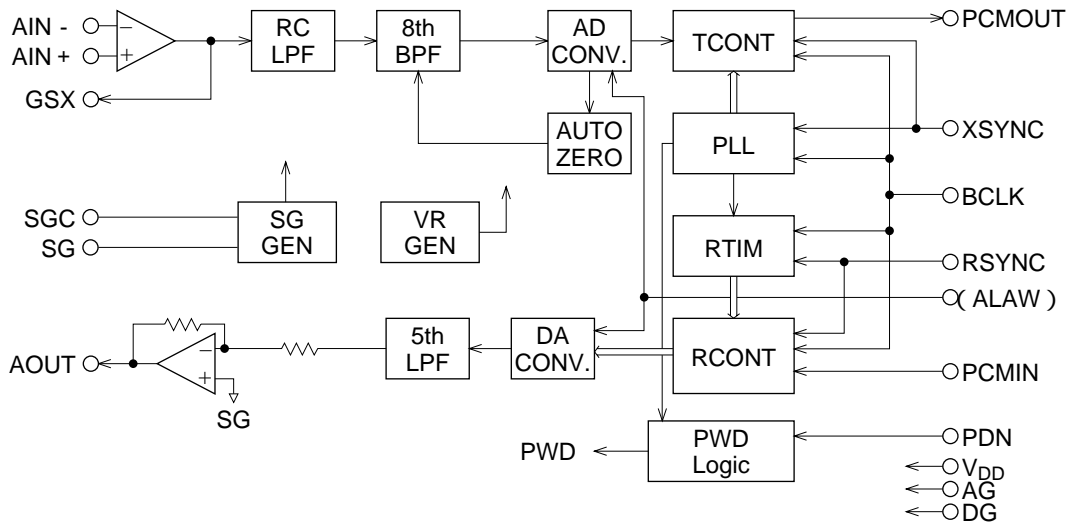 AIN -
AIN +
GSX
RC
LPF
8th
BPF
AD
CONV.
TCONT
PCMOUT
AUTO
ZERO
PLL
XSYNC
BCLK
SGC
SG
SG
GEN
VR
GEN
RTIM
RSYNC
( ALAW )
AOUT
-
+
SG
5th
LPF
DA
CONV.
RCONT
PCMIN
PWD
PWD
Logic
PDN
VDD
AG
DG